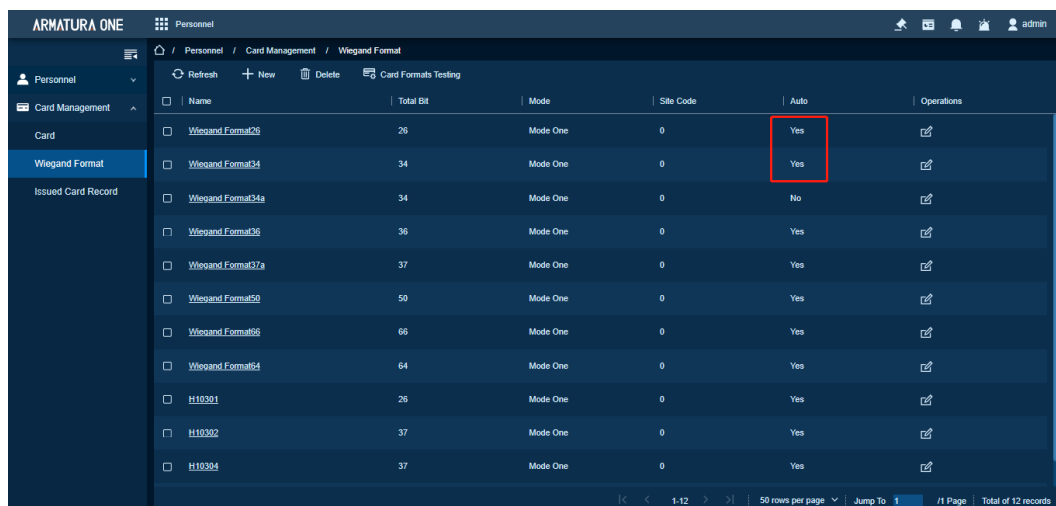 ARMATURA ONE
Personnel
admin
/ Personnel / Card Management / Wiegand Format
Personnel
Card Management
Card
Wiegand Format
Issued Card Record
Refresh New Delete Card Formats Testing
Name Total Bit Mode Site Code Auto Operations
Wiegand Format26 26 Mode One 0 Yes
Wiegand Format34 34 Mode One 0 Yes
Wiegand Format34a 34 Mode One 0 No
Wiegand Format36 36 Mode One 0 Yes
Wiegand Format37a 37 Mode One 0 Yes
Wiegand Format50 50 Mode One 0 Yes
Wiegand Format66 66 Mode One 0 Yes
Wiegand Format64 64 Mode One 0 Yes
H10301 26 Mode One 0 Yes
H10302 37 Mode One 0 Yes
H10304 37 Mode One 0 Yes
|< < 1-12 > >| 50 rows per page Jump To 1 /1 Page Total of 12 records